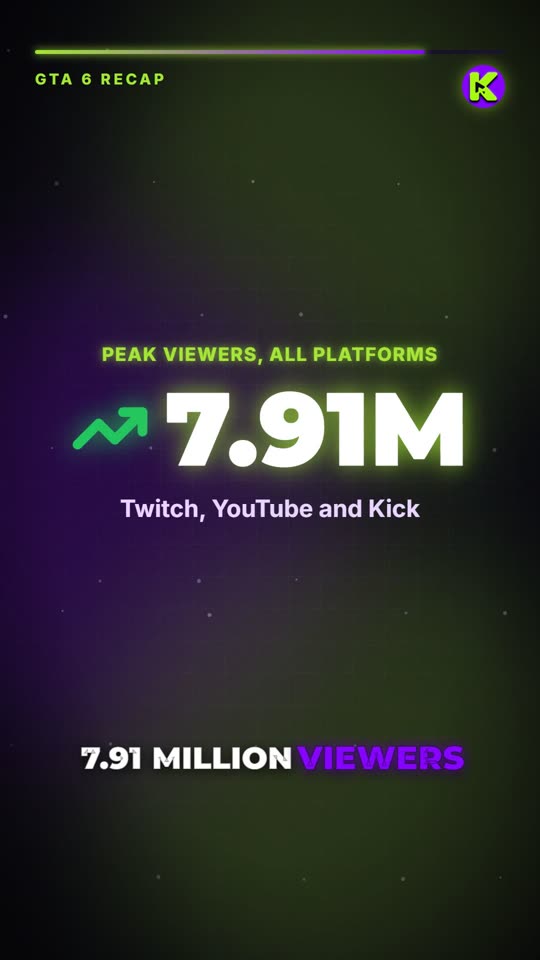 GTA 6 RECAP
K
PEAK VIEWERS, ALL PLATFORMS
7.91M
Twitch, YouTube and Kick
7.91 MILLION VIEWERS